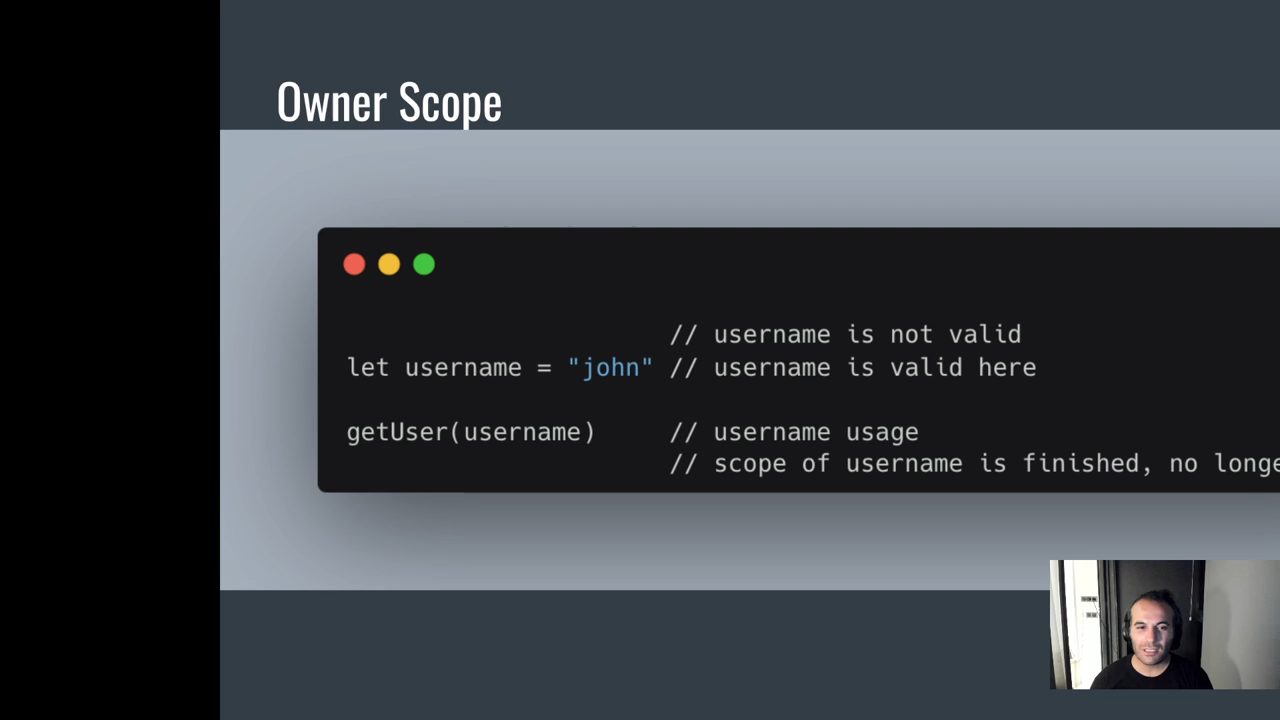 Owner Scope
// username is not valid
let username = "john" // username is valid here
getUser(username) // username usage
// scope of username is finished, no longe